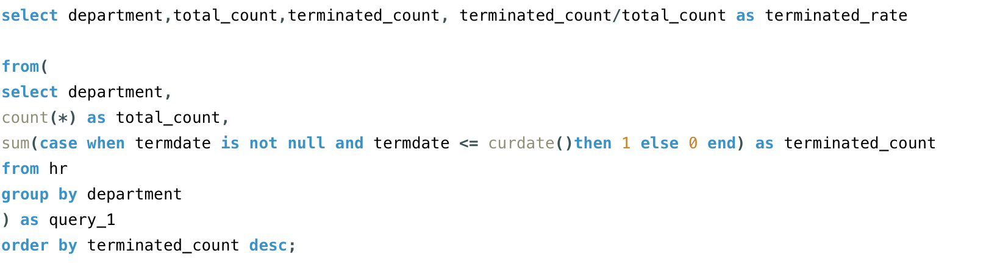 select department,total_count,terminated_count, terminated_count/total_count as terminated_rate
from(
select department,
count(*) as total_count,
sum(case when termdate is not null and termdate <= curdate()then 1 else 0 end) as terminated_count
from hr
group by department
) as query_1
order by terminated_count desc;